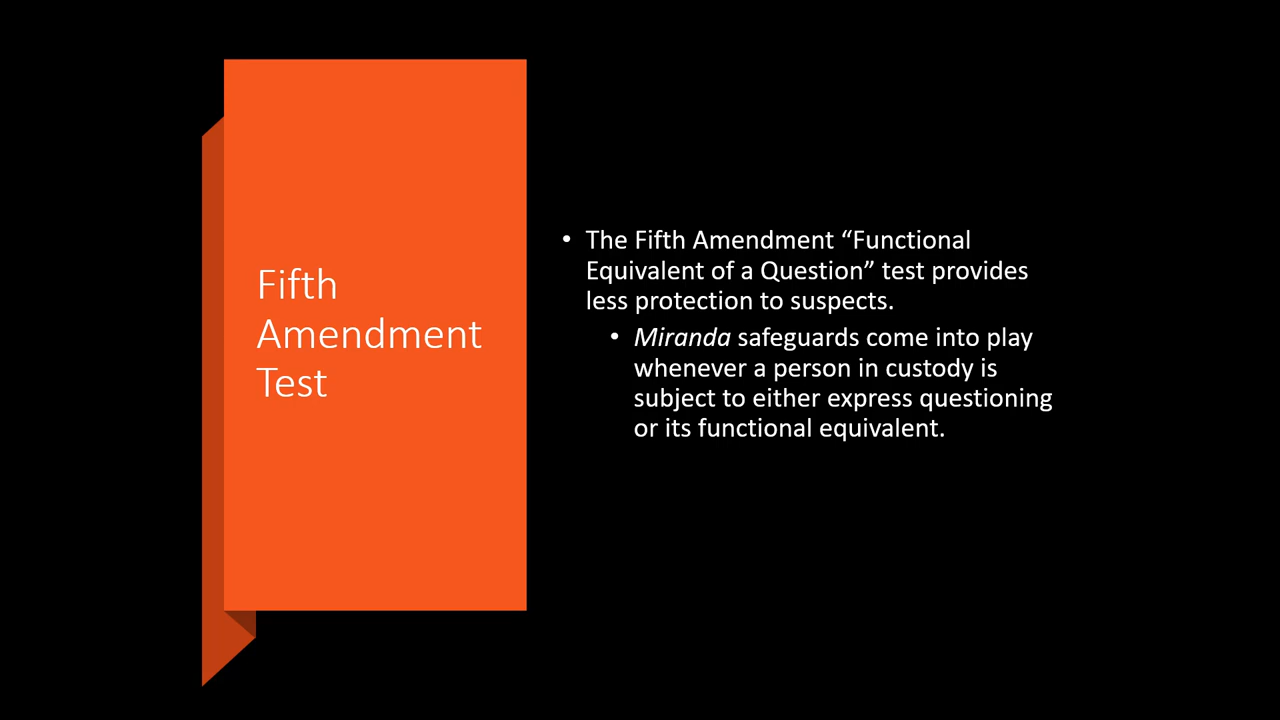 Fifth
Amendment
Test
• The Fifth Amendment “Functional
Equivalent of a Question” test provides
less protection to suspects.
• Miranda safeguards come into play
whenever a person in custody is
subject to either express questioning
or its functional equivalent.